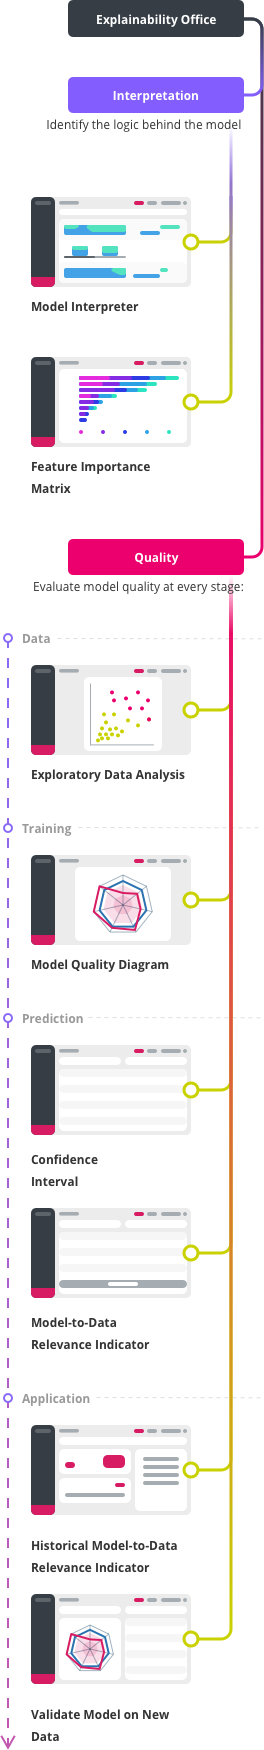 Explainability Office
Interpretation
Identify the logic behind the model
Model Interpreter
Feature Importance
Matrix
Quality
Evaluate model quality at every stage:
Data
Exploratory Data Analysis
Training
Model Quality Diagram
Prediction
Confidence
Interval
Model-to-Data
Relevance Indicator
Application
Historical Model-to-Data
Relevance Indicator
Validate Model on New
Data